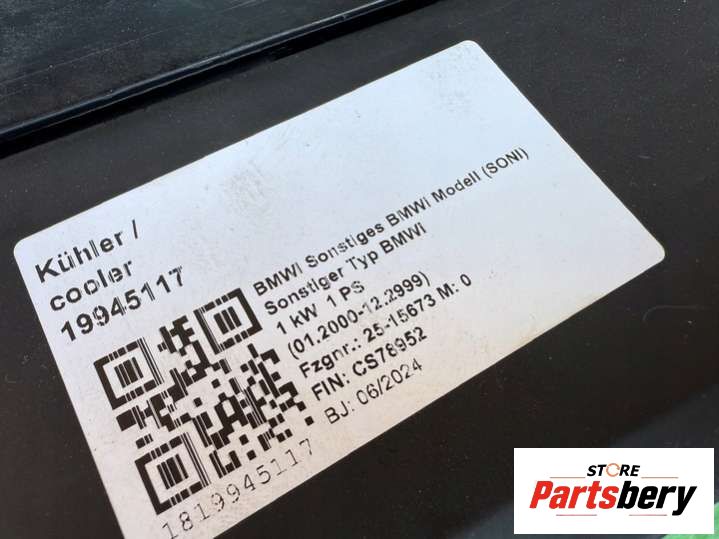 Kühler /
cooler
19945117
BMWI Sonstiges BMWI Modell (SONI)
Sonstiger Typ BMWI
1 kW 1 PS
(01.2000-12.2999)
Fzgnr.: 25-15673 M: 0
FIN: CS78952
BJ: 06/2024
1819945117
STORE
Partsbery